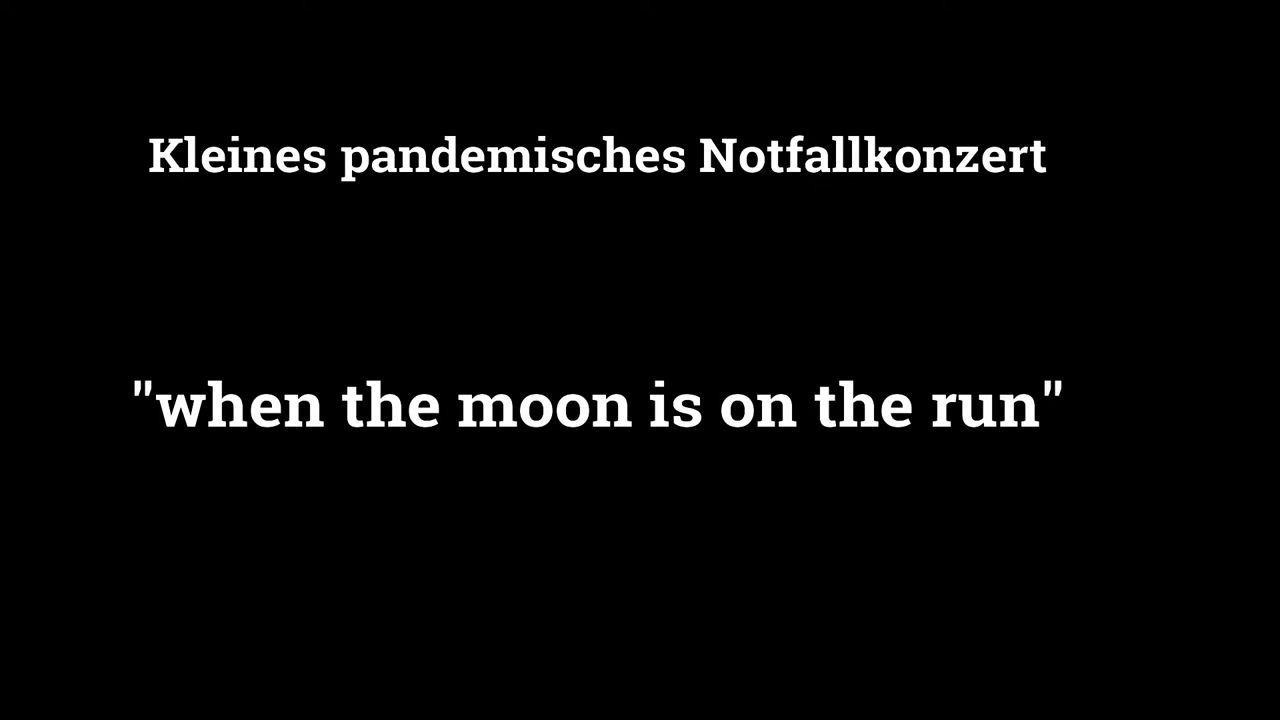 Kleines pandemisches Notfallkonzert
"when the moon is on the run"